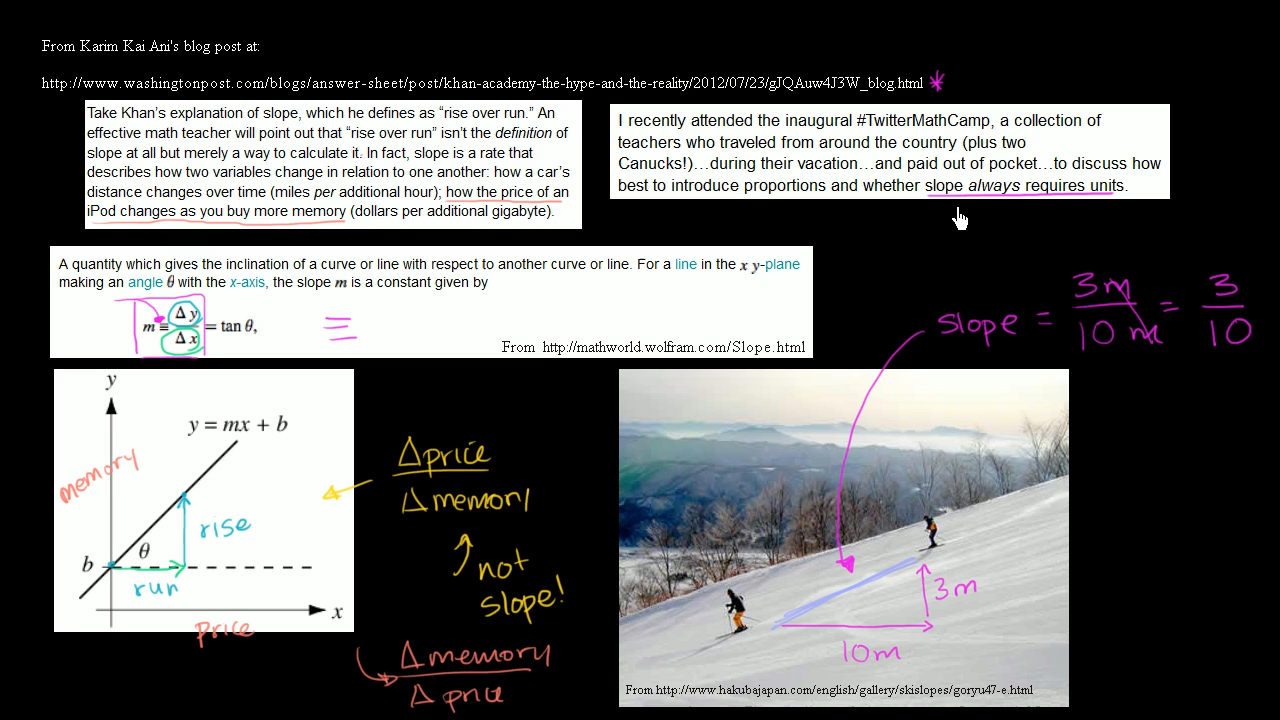 From Karim Kai Ani's blog post at:
http://www.washingtonpost.com/blogs/answer-sheet/post/khan-academy-the-hype-and-the-reality/2012/07/23/gJQAuw4J3W_blog.html *
Take Khan's explanation of slope, which he defines as “rise over run.” An
effective math teacher will point out that “rise over run” isn't the definition of
slope at all but merely a way to calculate it. In fact, slope is a rate that
describes how two variables change in relation to one another: how a car's
distance changes over time (miles per additional hour); how the price of an
iPod changes as you buy more memory (dollars per additional gigabyte).
I recently attended the inaugural #TwitterMathCamp, a collection of
teachers who traveled from around the country (plus two
Canucks!)…during their vacation…and paid out of pocket…to discuss how
best to introduce proportions and whether slope always requires units.
A quantity which gives the inclination of a curve or line with respect to another curve or line. For a line in the x y-plane
making an angle θ with the x-axis, the slope m is a constant given by
m ≡ Δy/Δx = tan θ,
≡
From http://mathworld.wolfram.com/Slope.html
slope = 3m/10m = 3/10
y
y = mx + b
memory
rise
θ
b
run
x
price
Δprice
Δmemory
not
slope!
Δmemory
Δprice
3m
10m
From http://www.hakubajapan.com/english/gallery/skislopes/goryu47-e.html